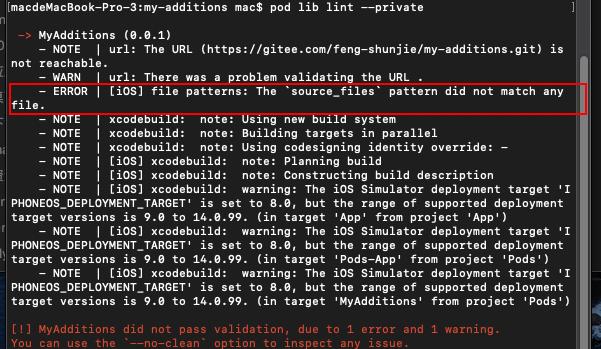 [macdeMacBook-Pro-3:my-additions mac$ pod lib lint --private ]
-> MyAdditions (0.0.1)
- NOTE | url: The URL (https://gitee.com/feng-shunjie/my-additions.git) is
not reachable.
- WARN | url: There was a problem validating the URL .
- ERROR | [iOS] file patterns: The `source_files` pattern did not match any
file.
- NOTE | xcodebuild: note: Using new build system
- NOTE | xcodebuild: note: Building targets in parallel
- NOTE | xcodebuild: note: Using codesigning identity override: -
- NOTE | [iOS] xcodebuild: note: Planning build
- NOTE | [iOS] xcodebuild: note: Constructing build description
- NOTE | [iOS] xcodebuild: warning: The iOS Simulator deployment target 'I
PHONEOS_DEPLOYMENT_TARGET' is set to 8.0, but the range of supported deployment
target versions is 9.0 to 14.0.99. (in target 'App' from project 'App')
- NOTE | [iOS] xcodebuild: warning: The iOS Simulator deployment target 'I
PHONEOS_DEPLOYMENT_TARGET' is set to 8.0, but the range of supported deployment
target versions is 9.0 to 14.0.99. (in target 'Pods-App' from project 'Pods')
- NOTE | [iOS] xcodebuild: warning: The iOS Simulator deployment target 'I
PHONEOS_DEPLOYMENT_TARGET' is set to 8.0, but the range of supported deployment
target versions is 9.0 to 14.0.99. (in target 'MyAdditions' from project 'Pods')
[!] MyAdditions did not pass validation, due to 1 error and 1 warning.
You can use the `--no-clean` option to inspect any issue.